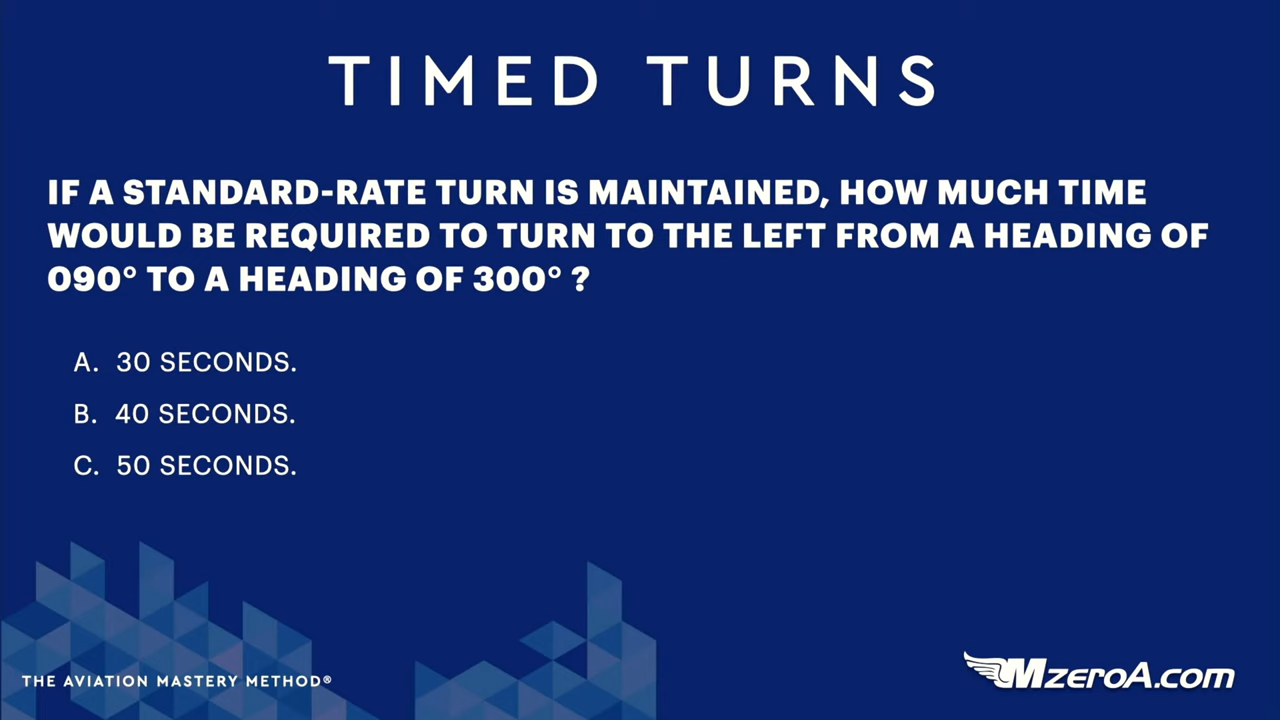 TIMED TURNS
IF A STANDARD-RATE TURN IS MAINTAINED, HOW MUCH TIME
WOULD BE REQUIRED TO TURN TO THE LEFT FROM A HEADING OF
090° TO A HEADING OF 300° ?
A. 30 SECONDS.
B. 40 SECONDS.
C. 50 SECONDS.
THE AVIATION MASTERY METHOD®
MzeroA.com